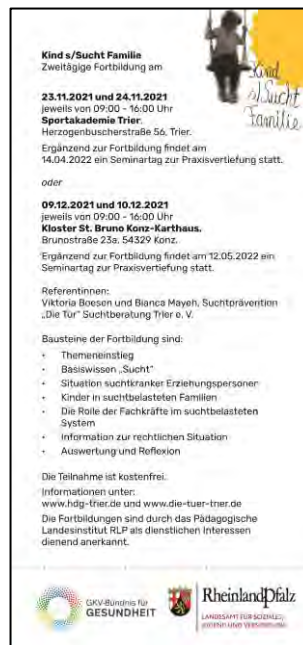 Kind
s/Sucht
Familie
Kind s/Sucht Familie
Zweitägige Fortbildung am
23.11.2021 und 24.11.2021
jeweils von 09:00 - 16:00 Uhr
Sportakademie Trier,
Herzogenbuscherstraße 56, Trier.
Ergänzend zur Fortbildung findet am
14.04.2022 ein Seminartag zur Praxisvertiefung statt.
oder
09.12.2021 und 10.12.2021
jeweils von 09:00 - 16:00 Uhr
Kloster St. Bruno Konz-Karthaus,
Brunostraße 23a, 54329 Konz.
Ergänzend zur Fortbildung findet am 12.05.2022 ein
Seminartag zur Praxisvertiefung statt.
Referentinnen:
Viktoria Boesen und Bianca Mayen, Suchtprävention
„Die Tür" Suchtberatung Trier e. V.
Bausteine der Fortbildung sind:
• Themeneinstieg
• Basiswissen „Sucht"
• Situation suchtkranker Erziehungspersonen
• Kinder in suchtbelasteten Familien
• Die Rolle der Fachkräfte im suchtbelasteten
System
• Information zur rechtlichen Situation
• Auswertung und Reflexion
Die Teilnahme ist kostenfrei.
Informationen unter:
www.hdg-trier.de und www.die-tuer-trier.de
Die Fortbildungen sind durch das Pädagogische
Landesinstitut RLP als dienstlichen Interessen
dienend anerkannt.
GKV-Bündnis für
GESUNDHEIT
RheinlandPfalz
LANDESAMT FÜR SOZIALES,
JUGEND UND VERSORGUNG